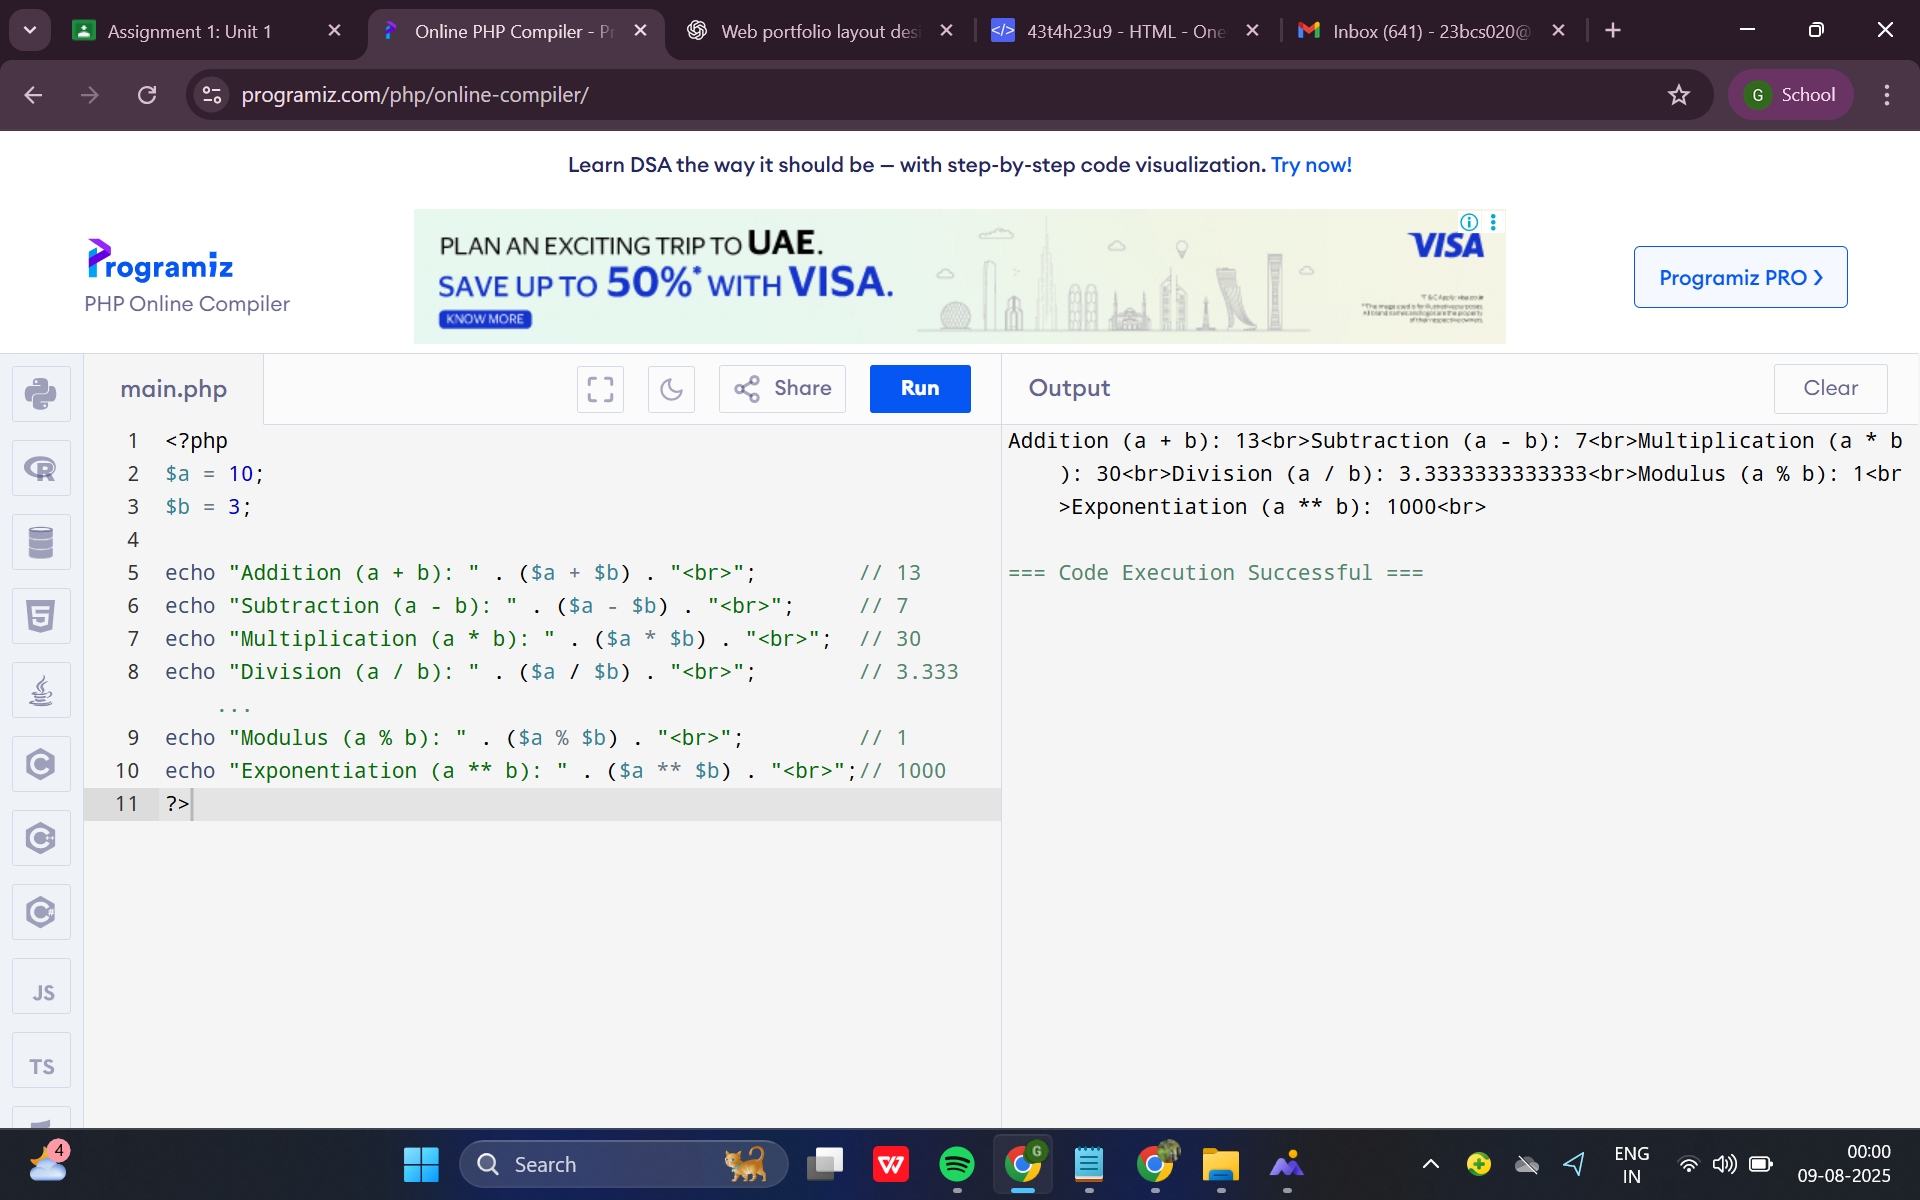 Assignment 1: Unit 1
Online PHP Compiler - Pr
Web portfolio layout desi
43t4h23u9 - HTML - One
Inbox (641) - 23bcs020@
programiz.com/php/online-compiler/
G
School
Learn DSA the way it should be — with step-by-step code visualization. Try now!
Programiz
PHP Online Compiler
PLAN AN EXCITING TRIP TO UAE.
SAVE UP TO 50%* WITH VISA.
KNOW MORE
VISA
Programiz PRO
main.php
Share
Run
Output
Clear
1 <?php
2 $a = 10;
3 $b = 3;
4
5 echo "Addition (a + b): " . ($a + $b) . "<br>"; // 13
6 echo "Subtraction (a - b): " . ($a - $b) . "<br>"; // 7
7 echo "Multiplication (a * b): " . ($a * $b) . "<br>"; // 30
8 echo "Division (a / b): " . ($a / $b) . "<br>"; // 3.333
...
9 echo "Modulus (a % b): " . ($a % $b) . "<br>"; // 1
10 echo "Exponentiation (a ** b): " . ($a ** $b) . "<br>";// 1000
11 ?>
Addition (a + b): 13<br>Subtraction (a - b): 7<br>Multiplication (a * b
): 30<br>Division (a / b): 3.3333333333333<br>Modulus (a % b): 1<br
>Exponentiation (a ** b): 1000<br>
=== Code Execution Successful ===
JS
TS
4
Search
G
ENG
IN
00:00
09-08-2025